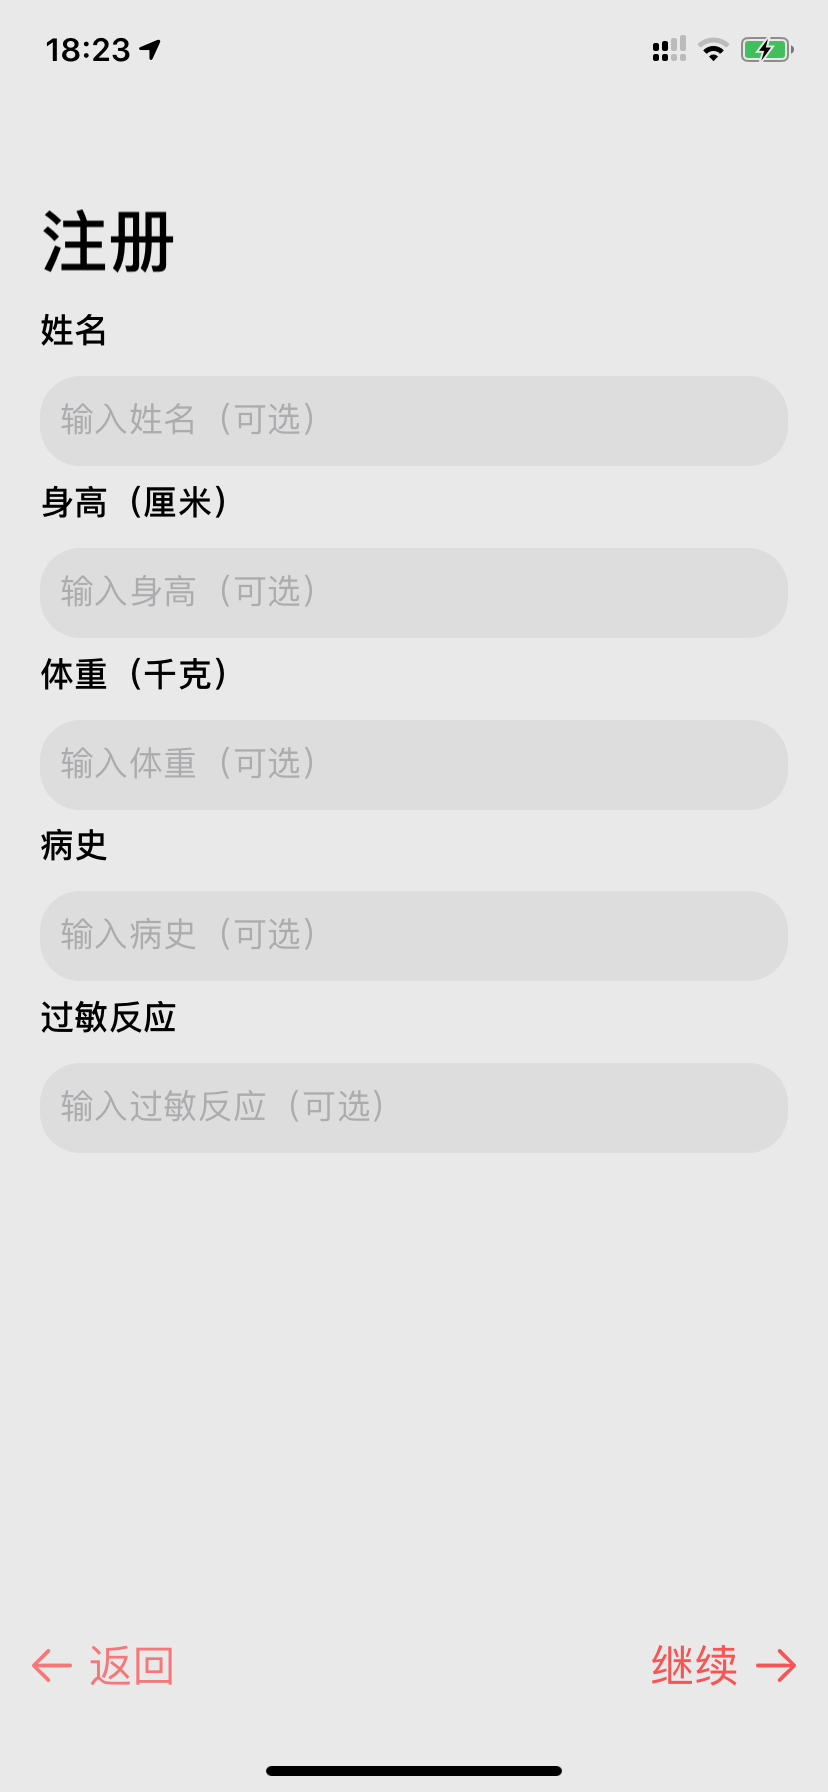 18:23
注册
姓名
输入姓名（可选）
身高（厘米）
输入身高（可选）
体重（千克）
输入体重（可选）
病史
输入病史（可选）
过敏反应
输入过敏反应（可选）
← 返回
继续 →